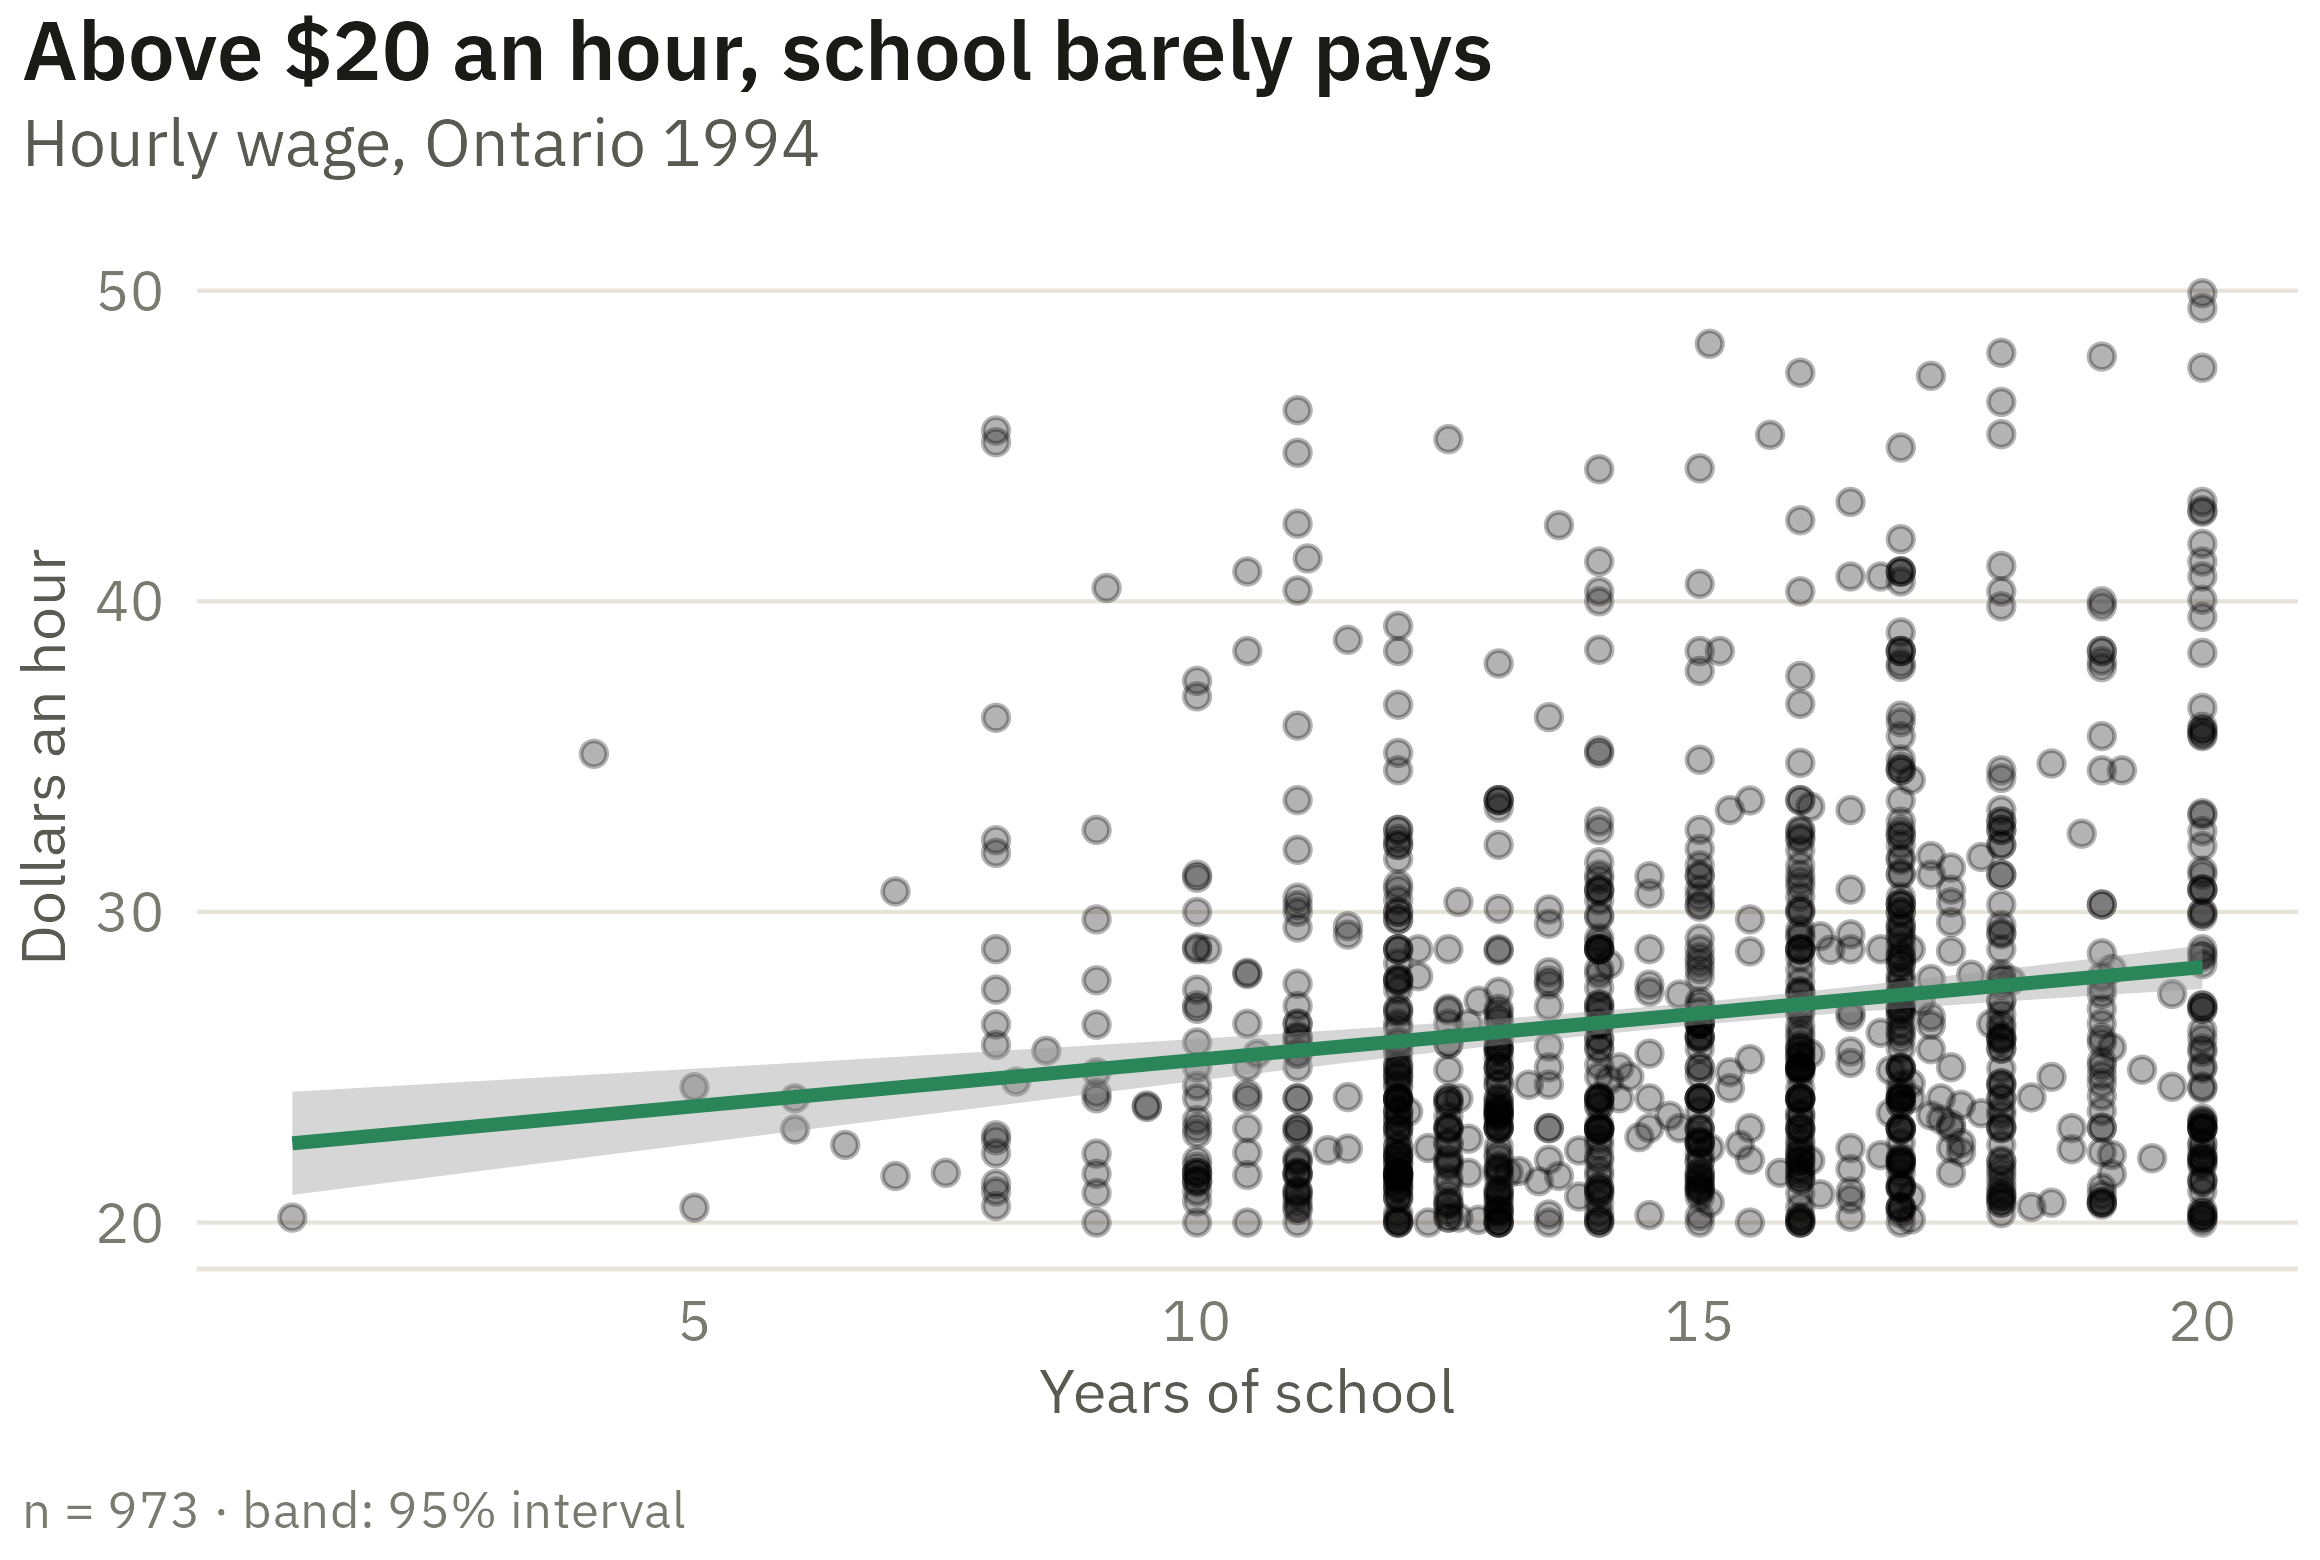 Above $20 an hour, school barely pays
Hourly wage, Ontario 1994
Dollars an hour
50
40
30
20
5
10
15
20
Years of school
n = 973 · band: 95% interval